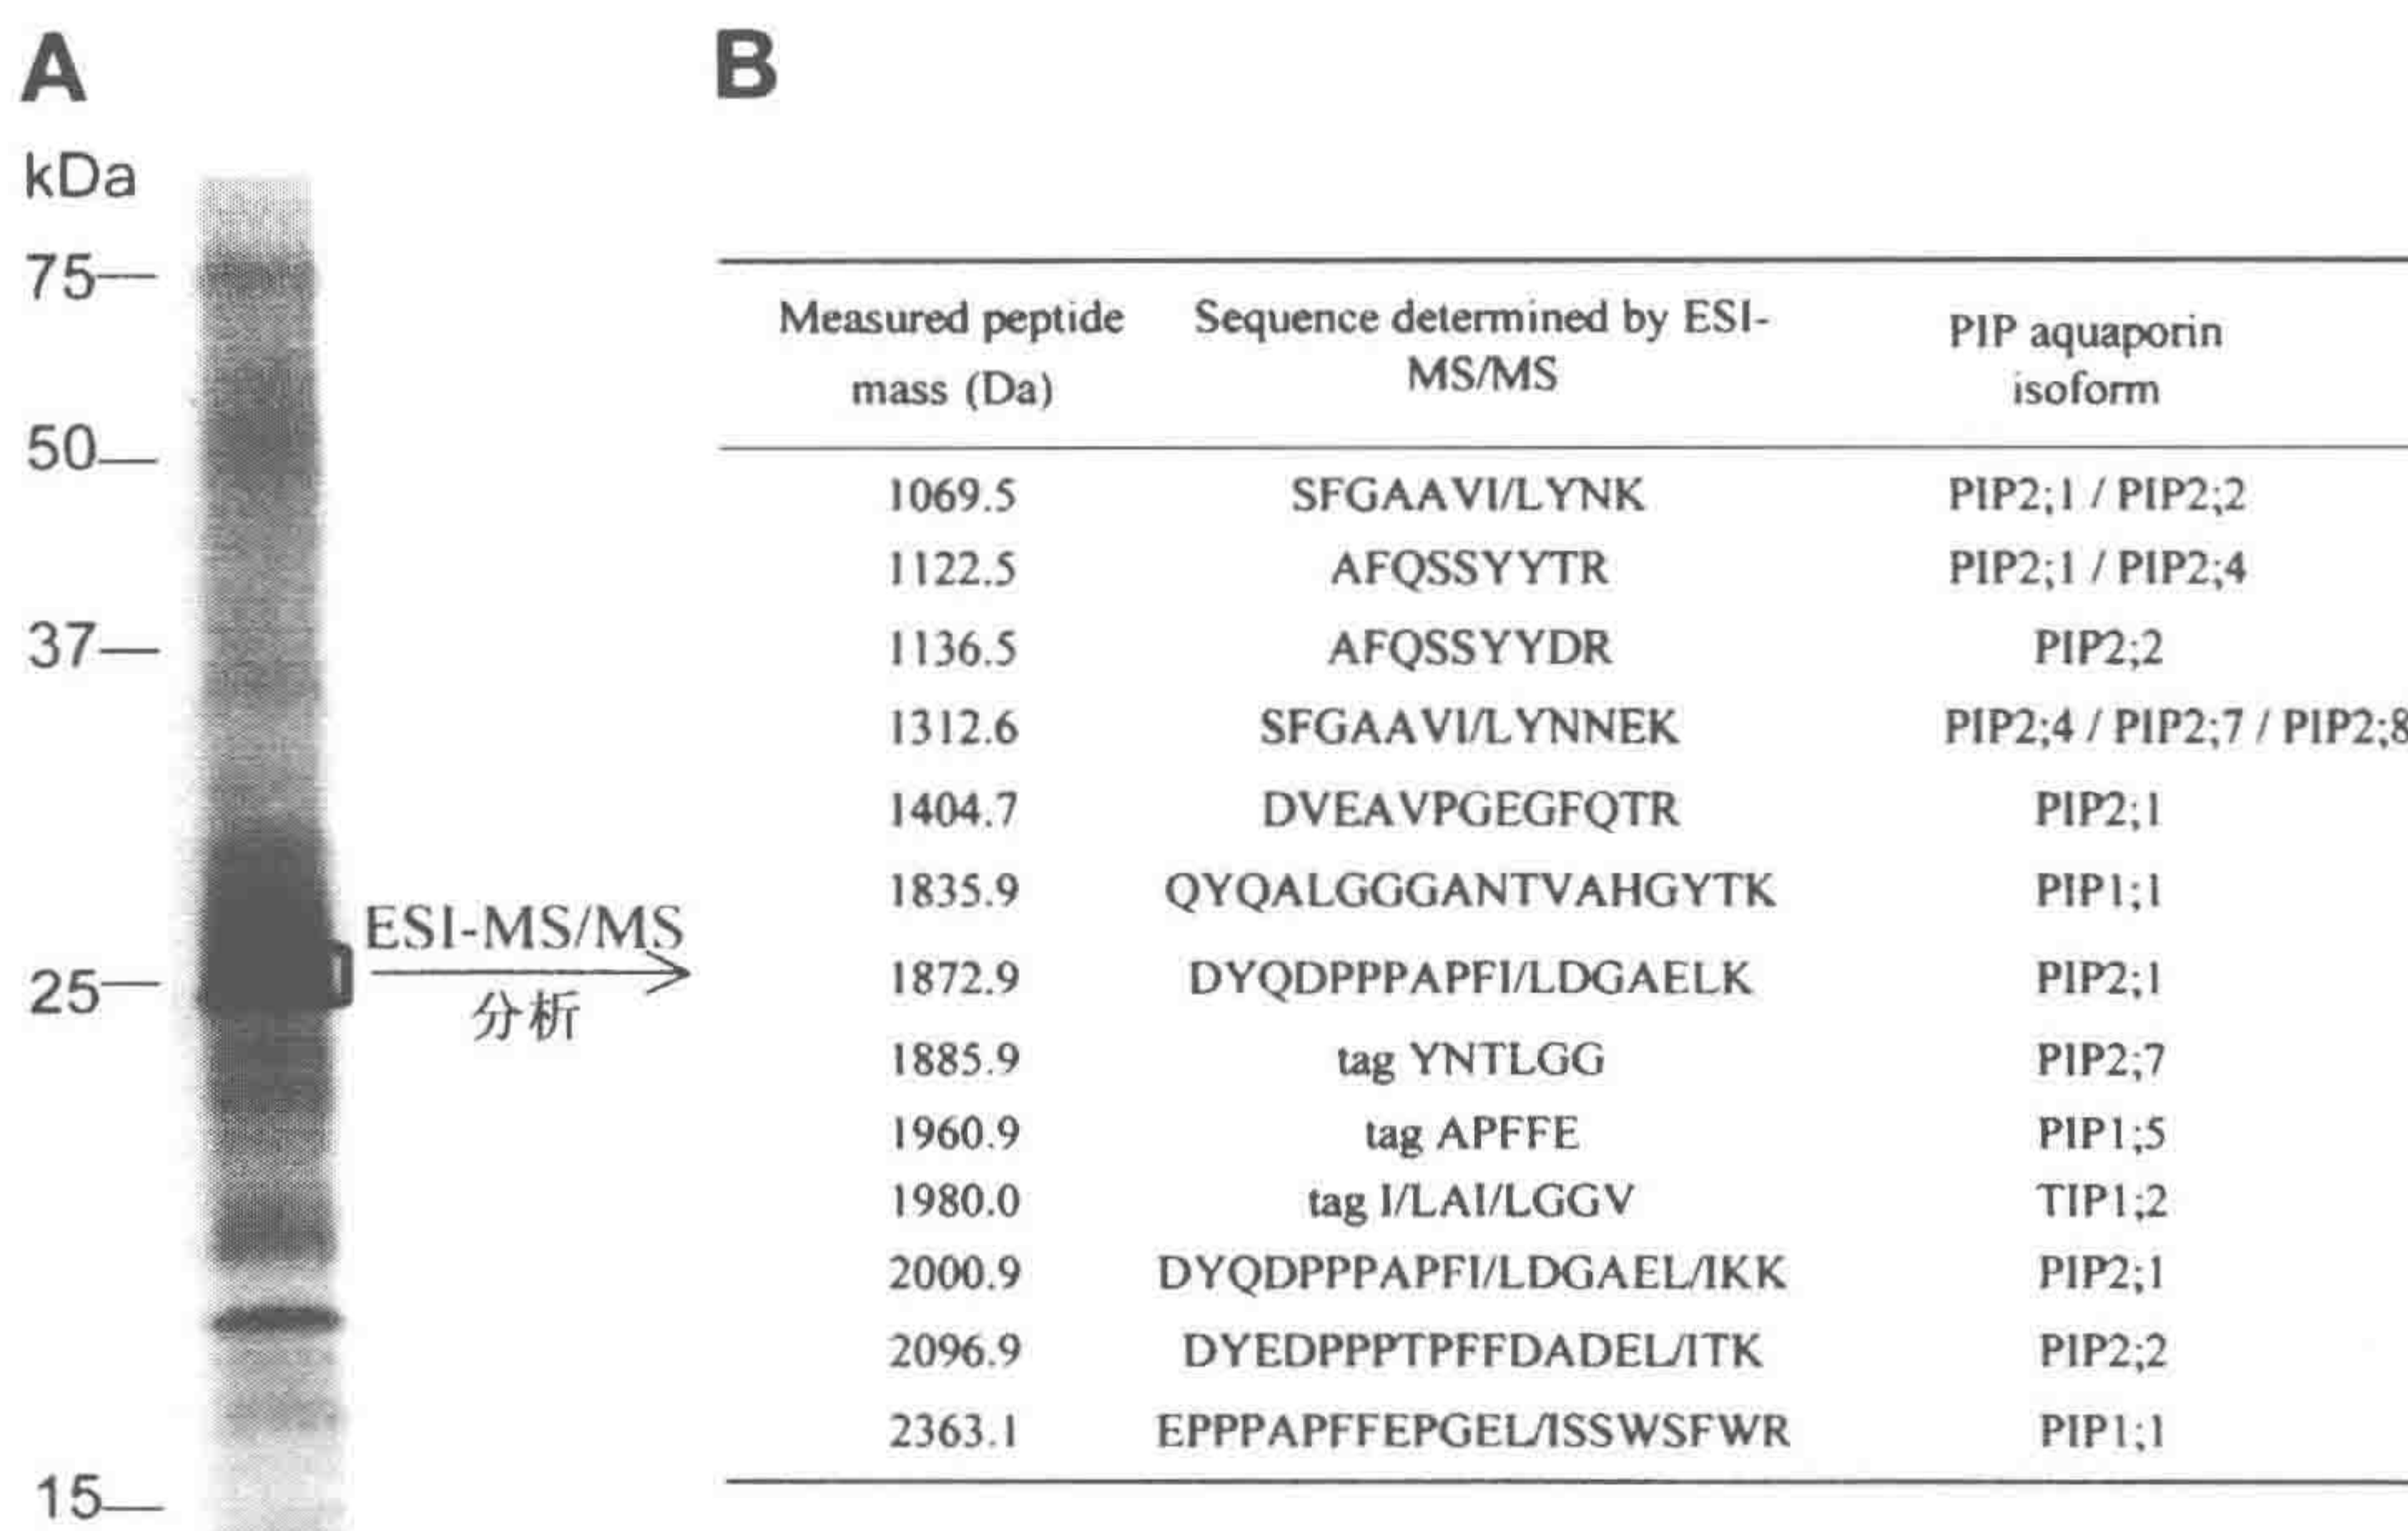 A
B
kDa
75
50
37
25
15
ESI-MS/MS
分析
Measured peptide mass (Da) Sequence determined by ESI-MS/MS PIP aquaporin isoform
1069.5 SFGAAVI/LYNK PIP2;1 / PIP2;2
1122.5 AFQSSYYTR PIP2;1 / PIP2;4
1136.5 AFQSSYYDR PIP2;2
1312.6 SFGAAVI/LYNNEK PIP2;4 / PIP2;7 / PIP2;8
1404.7 DVEAVPGEGFQTR PIP2;1
1835.9 QYQALGGGANTVAHGYTK PIP1;1
1872.9 DYQDPPPAPFI/LDGAELK PIP2;1
1885.9 tag YNTLGG PIP2;7
1960.9 tag APFFE PIP1;5
1980.0 tag I/LAI/LGGV TIP1;2
2000.9 DYQDPPPAPFI/LDGAEL/IKK PIP2;1
2096.9 DYEDPPPTPFFDADEL/ITK PIP2;2
2363.1 EPPPAPFFEPGEL/ISSWSFWR PIP1;1